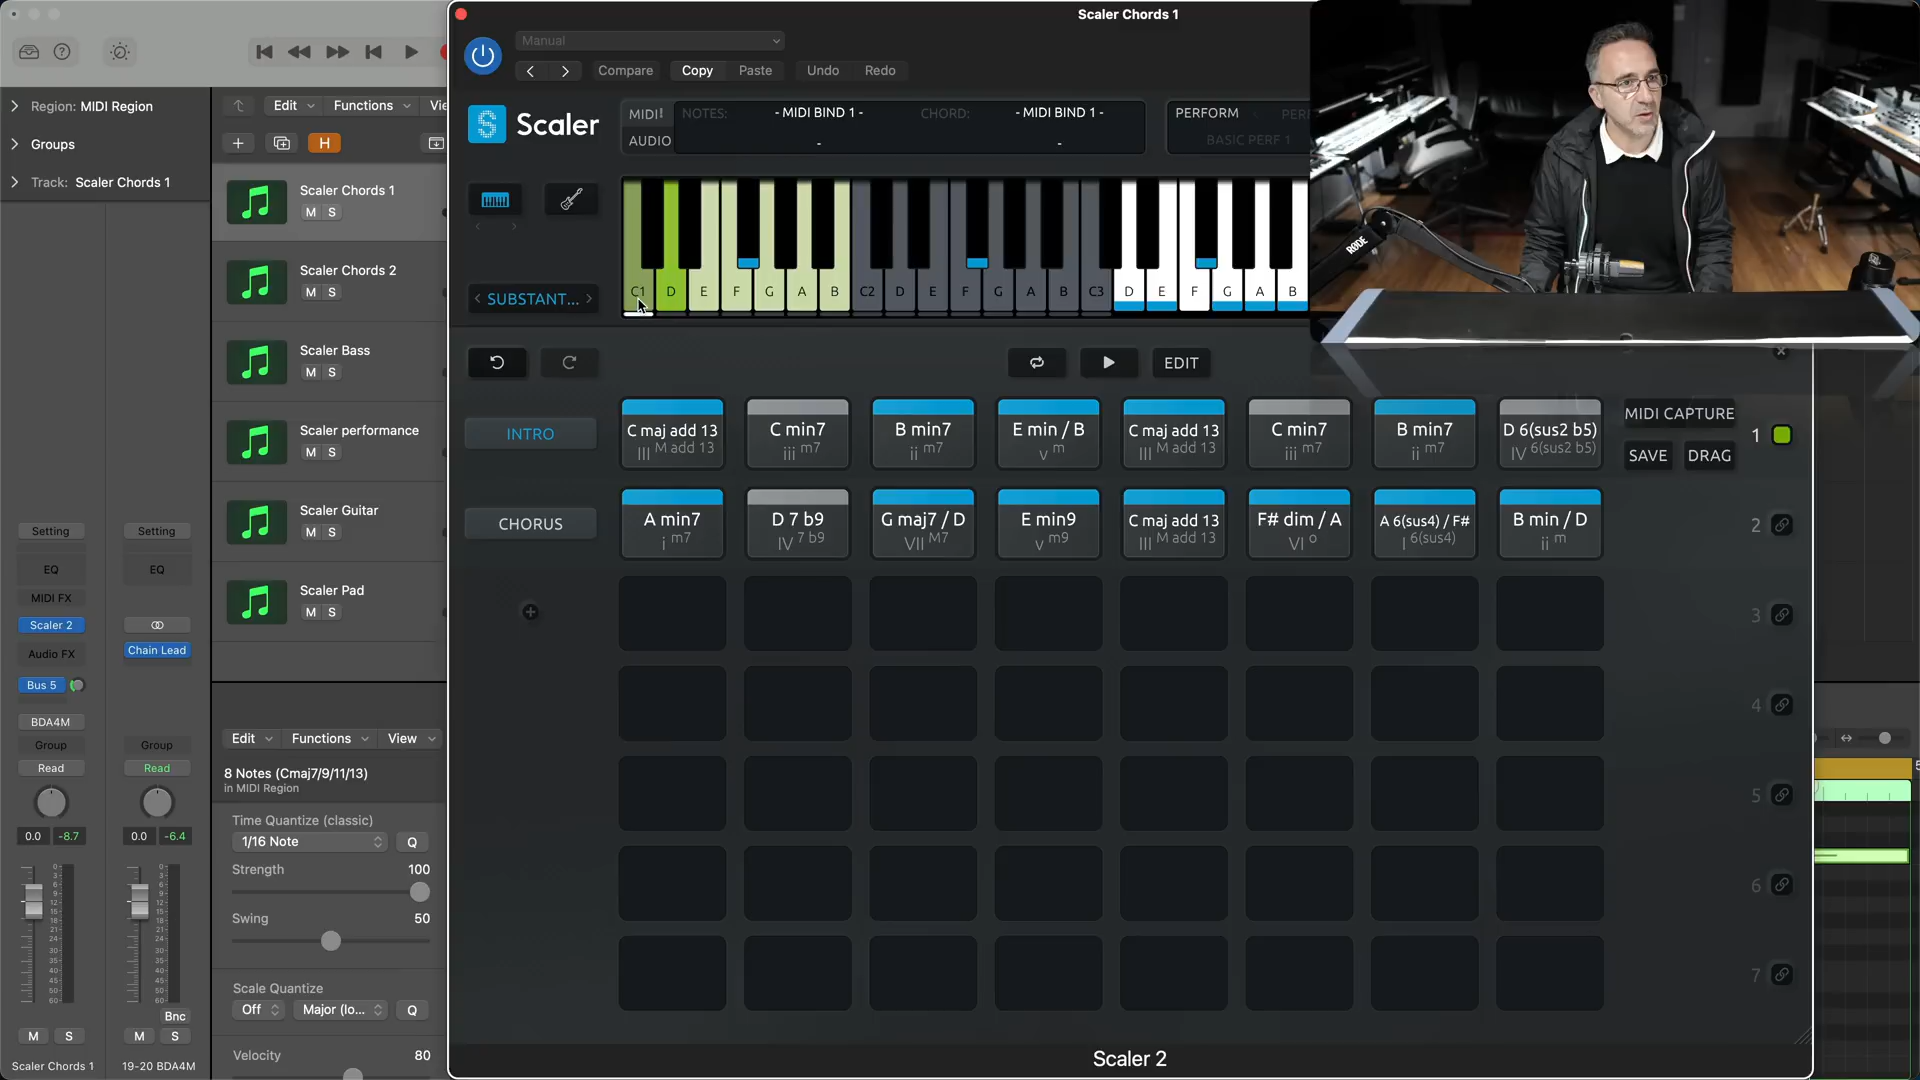 Scaler Chords 1
Manual
Compare Copy Paste Undo Redo
Region: MIDI Region
Edit Functions
Scaler
MIDI
AUDIO
NOTES: - MIDI BIND 1 - CHORD: - MIDI BIND 1 -
- -
PERFORM
BASIC PERF 1
H
Groups
Track: Scaler Chords 1
Scaler Chords 1
M S
Scaler Chords 2
M S
Scaler Bass
M S
Scaler performance
M S
Scaler Guitar
M S
Scaler Pad
M S
RØDE
C1 D E F G A B C2 D E F G A B C3 D E F G A B
SUBSTANT...
EDIT
INTRO
C maj add 13
III M add 13
C min7
iii m7
B min7
ii m7
E min / B
v m
C maj add 13
III M add 13
C min7
iii m7
B min7
ii m7
D 6(sus2 b5)
IV 6(sus2 b5)
MIDI CAPTURE
SAVE DRAG
1
CHORUS
A min7
i m7
D 7 b9
IV 7 b9
G maj7 / D
VII M7
E min9
v m9
C maj add 13
III M add 13
F# dim / A
VI o
A 6(sus4) / F#
I 6(sus4)
B min / D
ii m
2
3
4
5
6
7
Scaler 2
Setting Setting
EQ EQ
MIDI FX
Scaler 2
Audio FX
Chain Lead
Bus 5
BDA4M
Group Group
Read Read
0.0 -8.7 0.0 -6.4
Bnc
M S M S
Scaler Chords 1 19-20 BDA4M
Edit Functions View
8 Notes (Cmaj7/9/11/13)
in MIDI Region
Time Quantize (classic)
1/16 Note Q
Strength 100
Swing 50
Scale Quantize
Off Major (lo... Q
Velocity 80